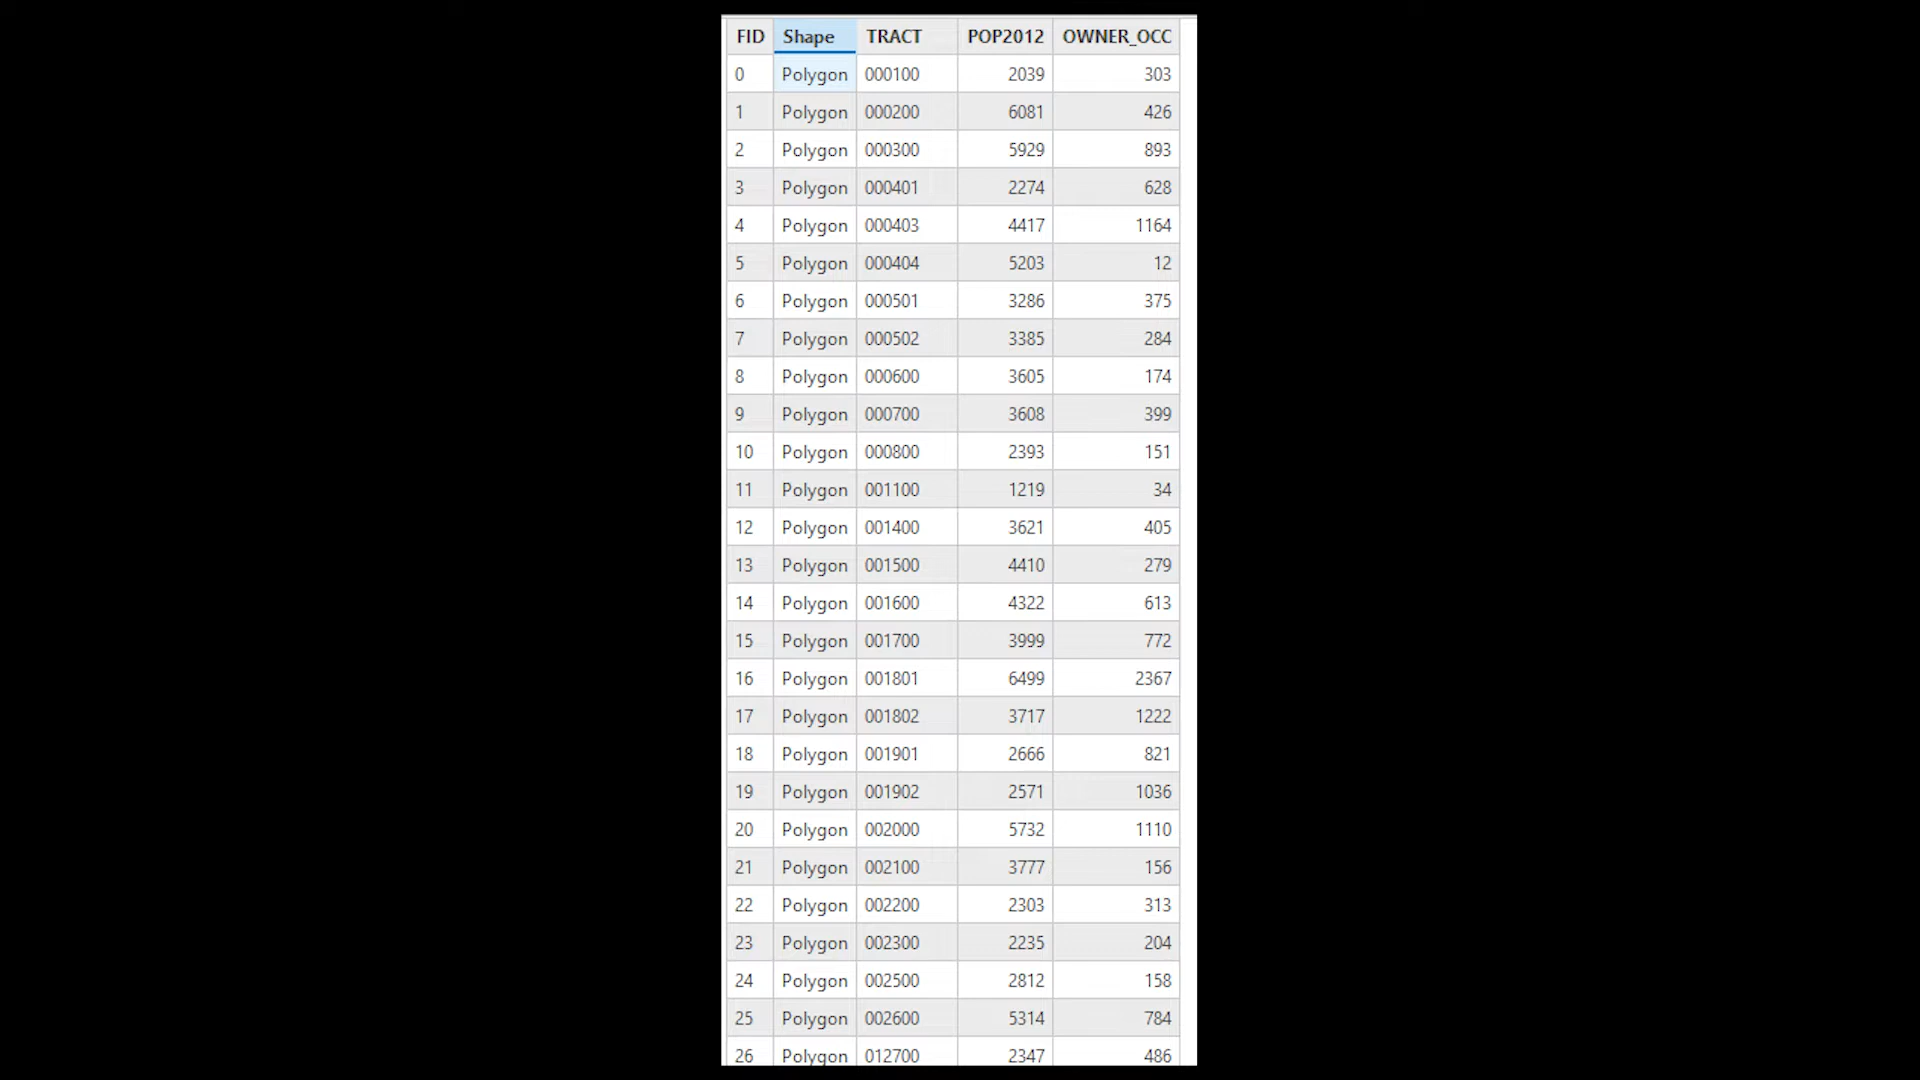 FID Shape TRACT POP2012 OWNER_OCC
0 Polygon 000100 2039 303
1 Polygon 000200 6081 426
2 Polygon 000300 5929 893
3 Polygon 000401 2274 628
4 Polygon 000403 4417 1164
5 Polygon 000404 5203 12
6 Polygon 000501 3286 375
7 Polygon 000502 3385 284
8 Polygon 000600 3605 174
9 Polygon 000700 3608 399
10 Polygon 000800 2393 151
11 Polygon 001100 1219 34
12 Polygon 001400 3621 405
13 Polygon 001500 4410 279
14 Polygon 001600 4322 613
15 Polygon 001700 3999 772
16 Polygon 001801 6499 2367
17 Polygon 001802 3717 1222
18 Polygon 001901 2666 821
19 Polygon 001902 2571 1036
20 Polygon 002000 5732 1110
21 Polygon 002100 3777 156
22 Polygon 002200 2303 313
23 Polygon 002300 2235 204
24 Polygon 002500 2812 158
25 Polygon 002600 5314 784
26 Polygon 012700 2347 486